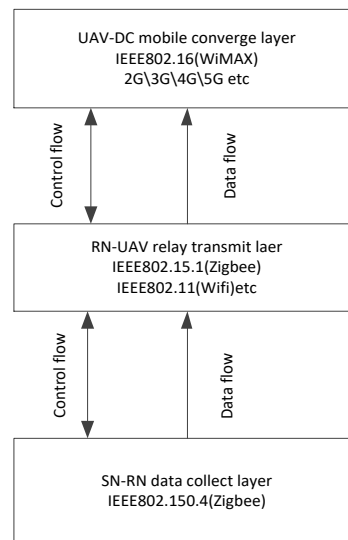 UAV-DC mobile converge layer
IEEE802.16(WiMAX)
2G\3G\4G\5G etc
Control flow
Data flow
RN-UAV relay transmit laer
IEEE802.15.1(Zigbee)
IEEE802.11(Wifi)etc
Control flow
Data flow
SN-RN data collect layer
IEEE802.150.4(Zigbee)